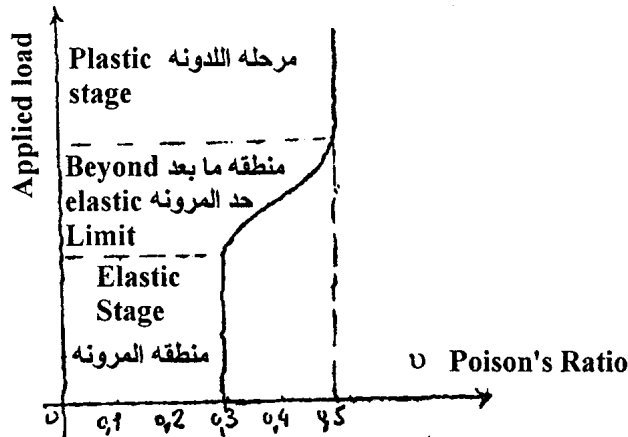 Applied load
Plastic مرحله اللدونه
stage
Beyond منطقه ما بعد
elastic حد المرونه
Limit
Elastic
Stage
منطقه المرونه
υ Poison's Ratio
0 0,1 0,2 0,3 0,4 0,5